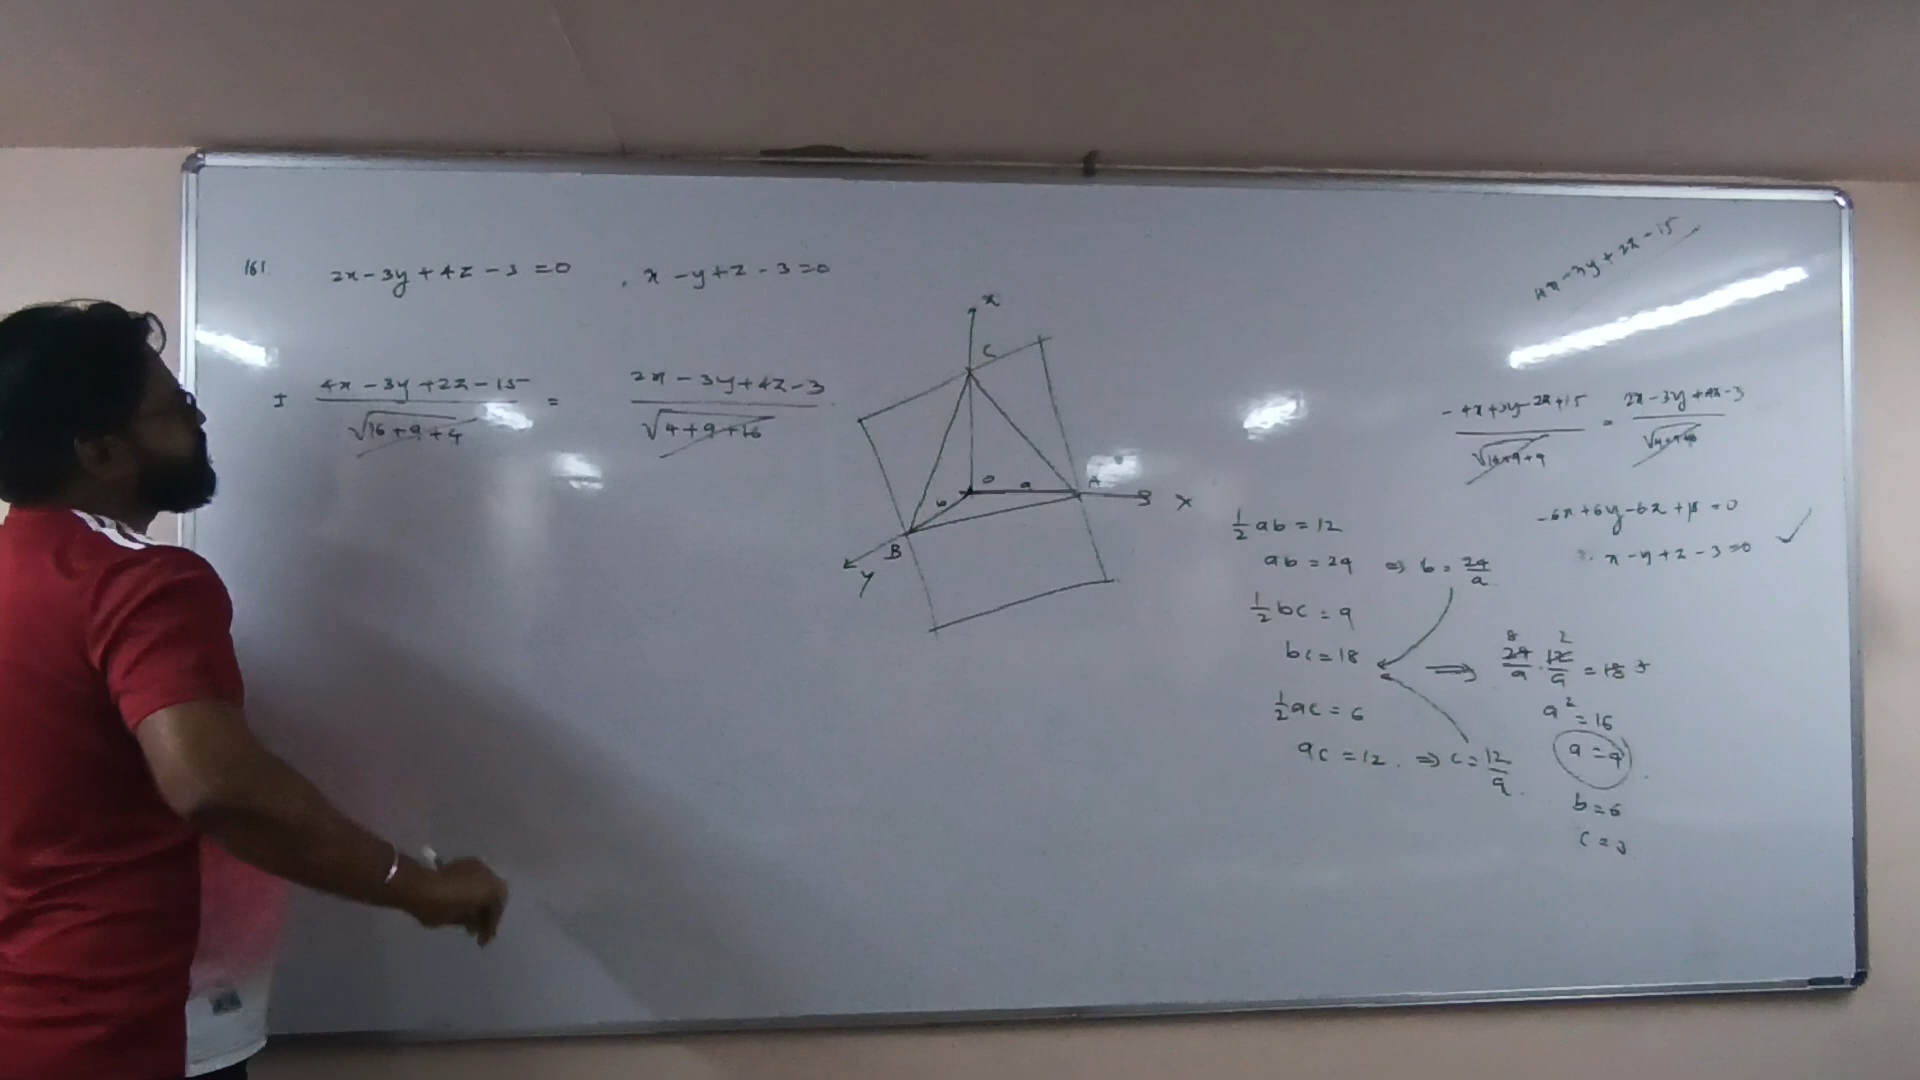 161. 2x-3y+4z-3=0 , x-y+z-3=0
± (4x-3y+2z-15)/√(16+9+4) = (2x-3y+4z-3)/√(4+9+16)
C
O a A X
b
B
Y
4x-3y+2z-15
(-4x+3y-2z+15)/√(16+9+4) = (2x-3y+4z-3)/√(4+9+16)
-6x+6y-6z+18=0
x-y+z-3=0 ✓
1/2 ab = 12
ab = 24 ⇒ b = 24/a
1/2 bc = 9
bc = 18 ⇒ 24/a · 12/a = 18
8 2
1/2 ac = 6
ac = 12 . ⇒ c = 12/a
a² = 16
a = 4
b = 6
c = 3